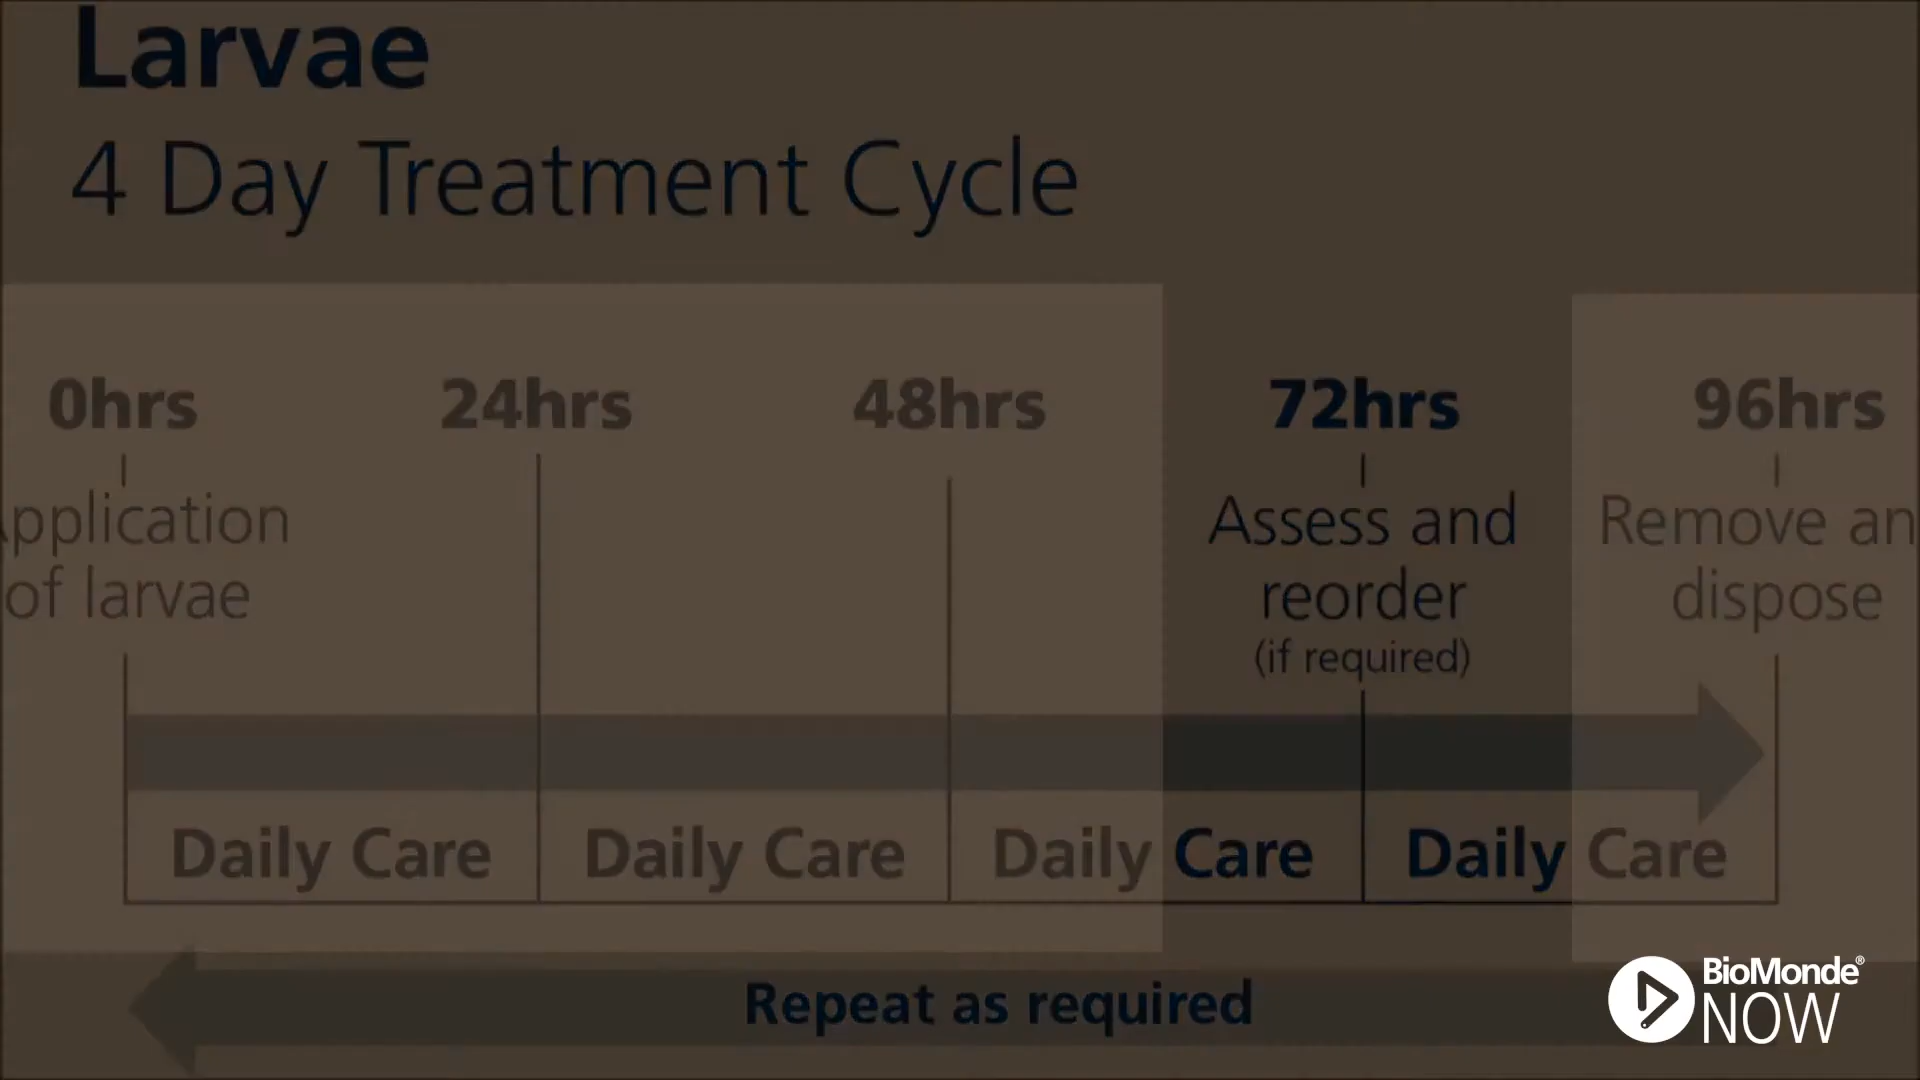 Larvae
4 Day Treatment Cycle
0hrs
24hrs
48hrs
72hrs
96hrs
pplication
of larvae
Assess and
reorder
(if required)
Remove an
dispose
Daily Care
Daily Care
Daily Care
Daily Care
Repeat as required
BioMonde®
NOW